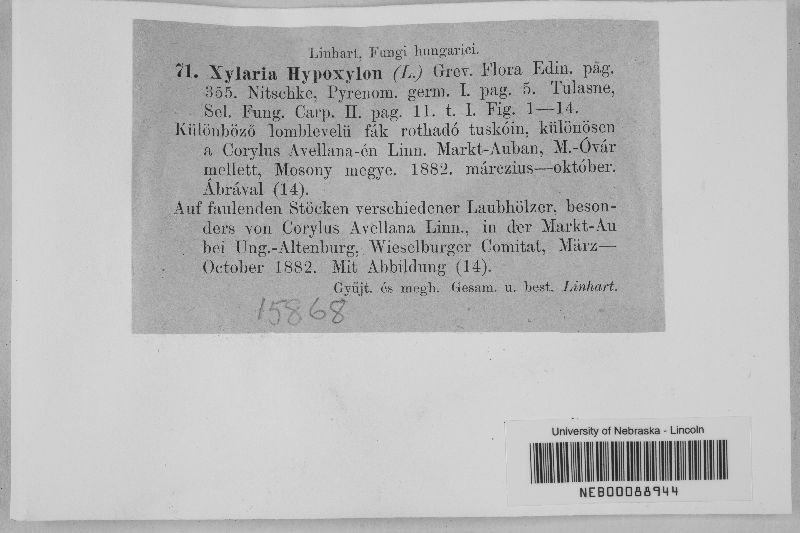 Linhart, Fungi hungarici.
71. Xylaria Hypoxylon (L.) Grev. Flora Edin. pag.
355. Nitschke, Pyrenom. germ. I. pag. 5. Tulasne,
Sel. Fung. Carp. II. pag. 11. t. I. Fig. 1—14.
Különböző lomblevelü fák rothadó tuskóin, különösen
a Corylus Avellana-én Linn. Markt-Auban, M.-Óvár
mellett, Mosony megye. 1882. márczius—október.
Ábrával (14).
Auf faulenden Stöcken verschiedener Laubhölzer, beson-
ders von Corylus Avellana Linn., in der Markt-Au
bei Ung.-Altenburg, Wieselburger Comitat, März—
October 1882. Mit Abbildung (14).
Gyűjt. és megh. Gesam. u. best. Linhart.
15868
University of Nebraska - Lincoln
NEB00088944